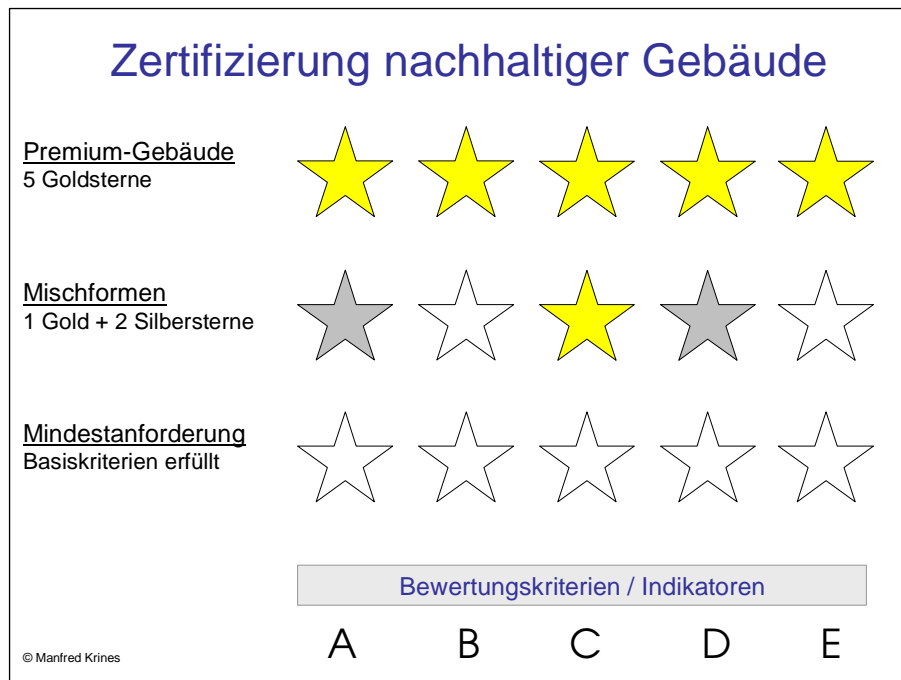 Zertifizierung nachhaltiger Gebäude
Premium-Gebäude
5 Goldsterne
Mischformen
1 Gold + 2 Silbersterne
Mindestanforderung
Basiskriterien erfüllt
Bewertungskriterien / Indikatoren
A B C D E
© Manfred Krines